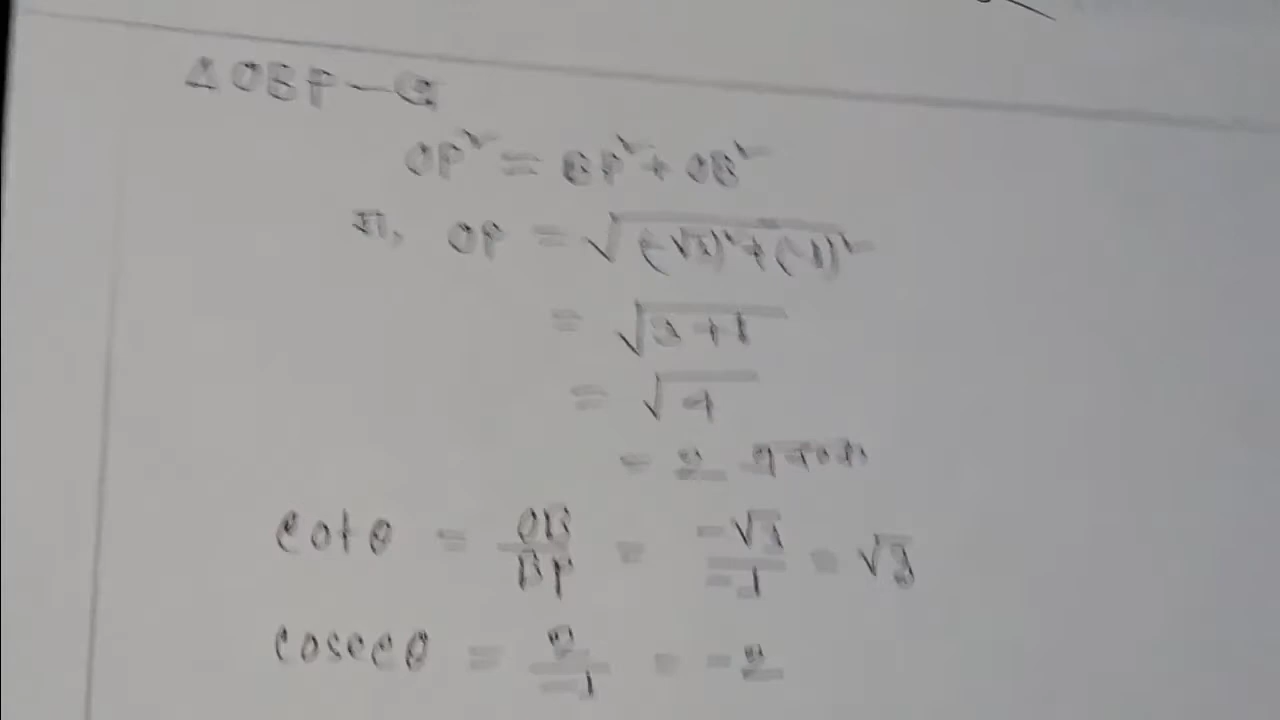 Δ OBP - এ
OP² = BP² + OB²
বা, OP = √(-√3)² + (-1)²
= √3+1
= √4
= 2 একক
cotθ = OB/BP = -√3/-1 = √3
cosecθ = 2/-1 = -2